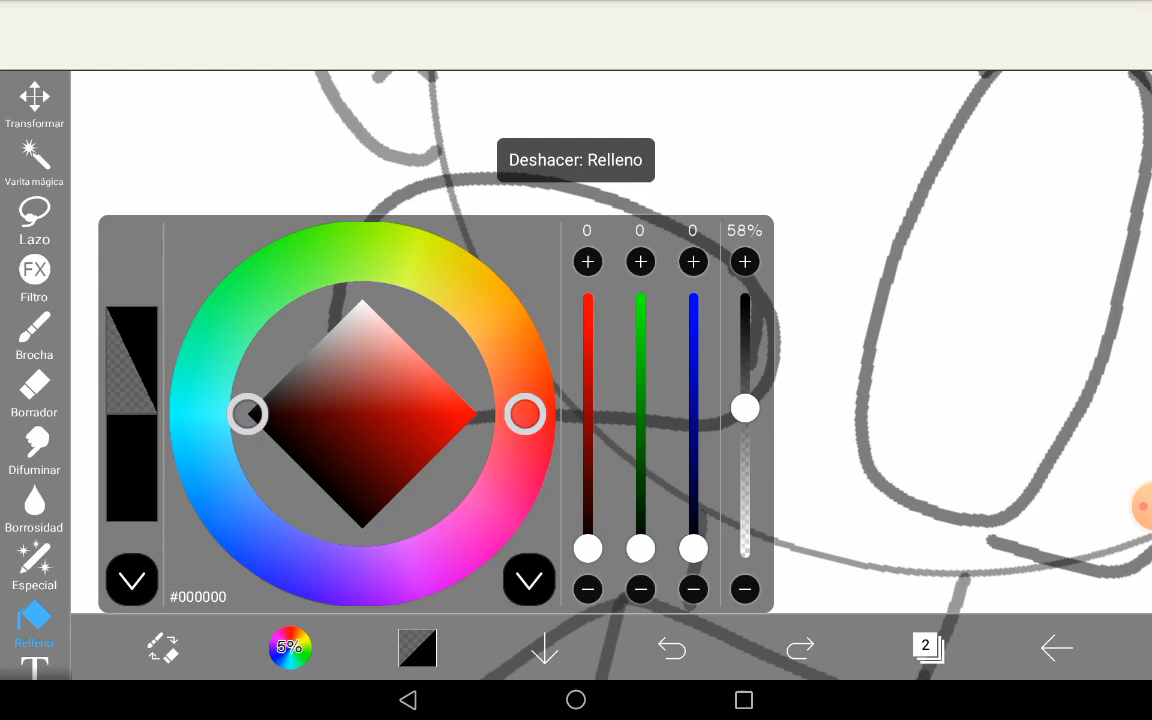 Transformar
Varita mágica
Lazo
FX
Filtro
Brocha
Borrador
Difuminar
Borrosidad
Especial
Relleno
T
Deshacer: Relleno
0 0 0 58%
#000000
5%
2